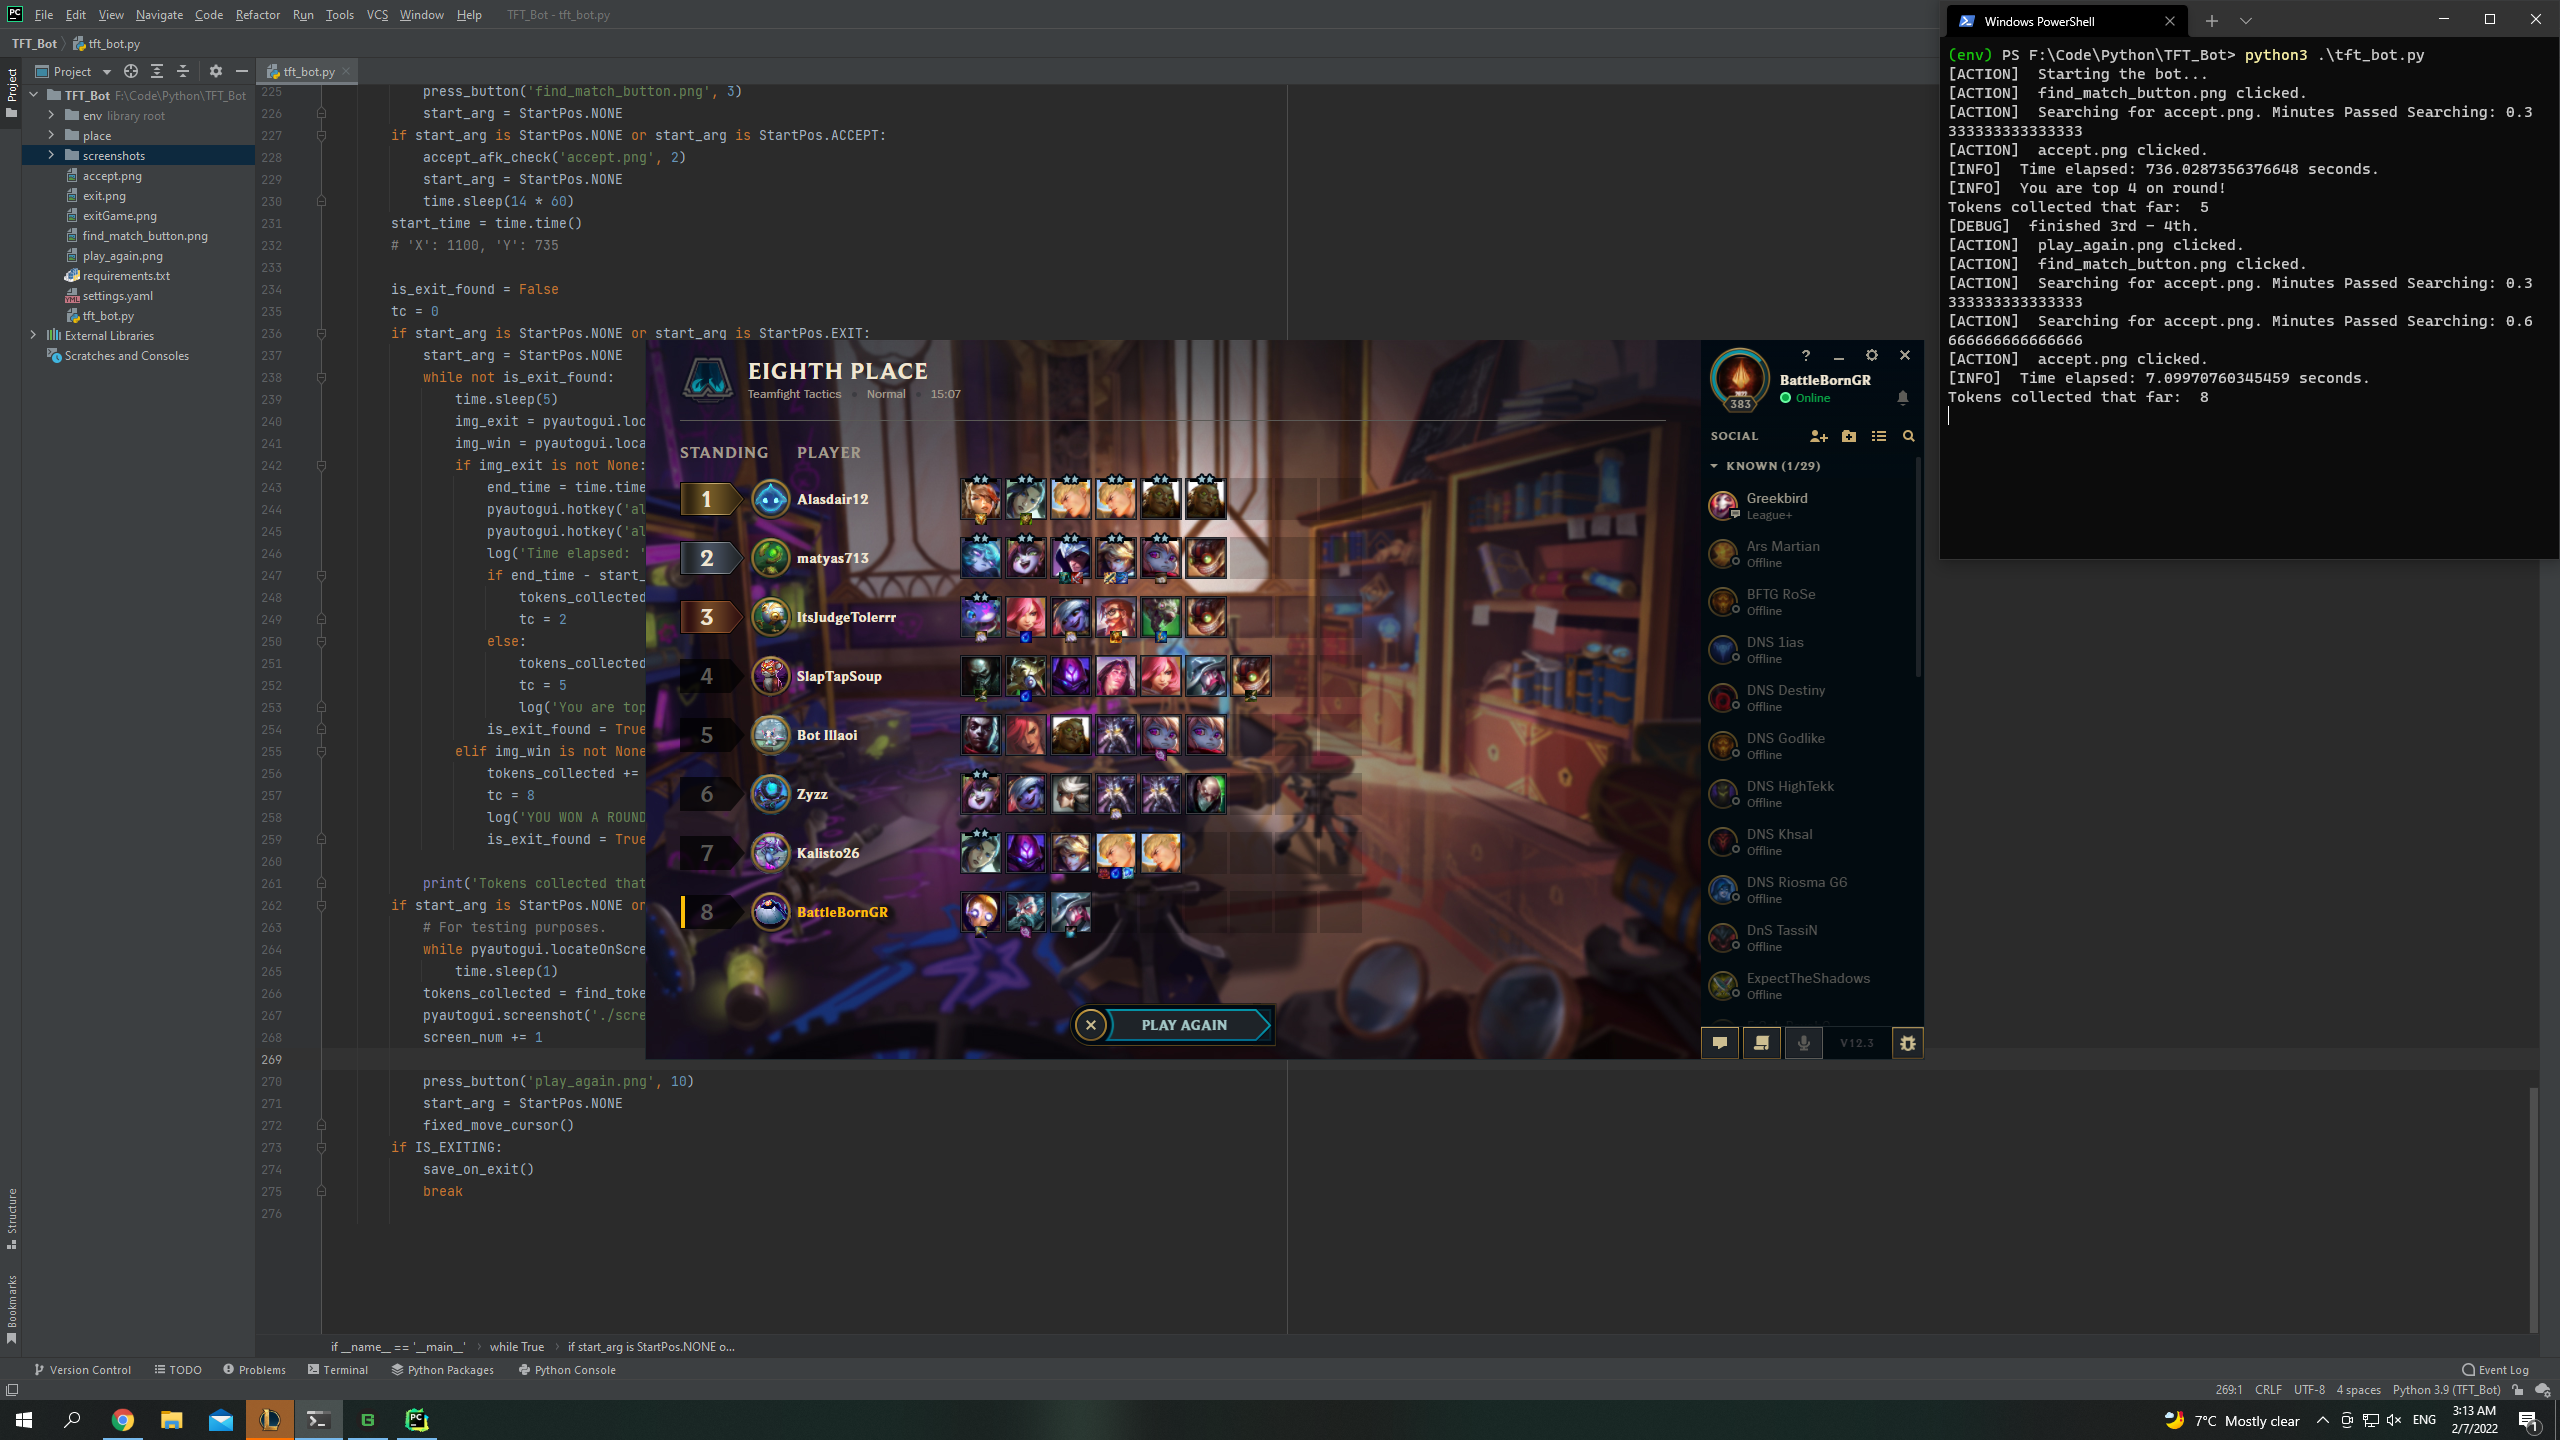 File Edit View Navigate Code Refactor Run Tools VCS Window Help TFT_Bot - tft_bot.py
TFT_Bot tft_bot.py
Project
Project
tft_bot.py
TFT_Bot F:\Code\Python\TFT_Bot
env library root
place
screenshots
accept.png
exit.png
exitGame.png
find_match_button.png
play_again.png
requirements.txt
settings.yaml
tft_bot.py
External Libraries
Scratches and Consoles
Structure
Bookmarks
225 press_button('find_match_button.png', 3)
226 start_arg = StartPos.NONE
227 if start_arg is StartPos.NONE or start_arg is StartPos.ACCEPT:
228 accept_afk_check('accept.png', 2)
229 start_arg = StartPos.NONE
230 time.sleep(14 * 60)
231 start_time = time.time()
232 # 'X': 1100, 'Y': 735
233
234 is_exit_found = False
235 tc = 0
236 if start_arg is StartPos.NONE or start_arg is StartPos.EXIT:
237 start_arg = StartPos.NONE
238 while not is_exit_found:
239 time.sleep(5)
240 img_exit = pyautogui.loc
241 img_win = pyautogui.loca
242 if img_exit is not None:
243 end_time = time.time
244 pyautogui.hotkey('al
245 pyautogui.hotkey('al
246 log('Time elapsed: '
247 if end_time - start_
248 tokens_collected
249 tc = 2
250 else:
251 tokens_collected
252 tc = 5
253 log('You are top
254 is_exit_found = True
255 elif img_win is not None
256 tokens_collected +=
257 tc = 8
258 log('YOU WON A ROUND
259 is_exit_found = True
260
261 print('Tokens collected that
262 if start_arg is StartPos.NONE or
263 # For testing purposes.
264 while pyautogui.locateOnScre
265 time.sleep(1)
266 tokens_collected = find_toke
267 pyautogui.screenshot('./scre
268 screen_num += 1
269
270 press_button('play_again.png', 10)
271 start_arg = StartPos.NONE
272 fixed_move_cursor()
273 if IS_EXITING:
274 save_on_exit()
275 break
276
if __name__ == '__main__' while True if start_arg is StartPos.NONE o...
EIGHTH PLACE
Teamfight Tactics Normal 15:07
STANDING PLAYER
1 Alasdair12
2 matyas713
3 ItsJudgeTolerrr
4 SlapTapSoup
5 Bot Illaoi
6 Zyzz
7 Kalisto26
8 BattleBornGR
PLAY AGAIN
?
BattleBornGR
Online
2022
383
SOCIAL
KNOWN (1/29)
Greekbird
League+
Ars Martian
Offline
BFTG RoSe
Offline
DNS 1ias
Offline
DNS Destiny
Offline
DNS Godlike
Offline
DNS HighTekk
Offline
DNS Khsal
Offline
DNS Riosma G6
Offline
DnS TassiN
Offline
ExpectTheShadows
Offline
V12.3
Windows PowerShell
(env) PS F:\Code\Python\TFT_Bot> python3 .\tft_bot.py
[ACTION] Starting the bot...
[ACTION] find_match_button.png clicked.
[ACTION] Searching for accept.png. Minutes Passed Searching: 0.3
333333333333333
[ACTION] accept.png clicked.
[INFO] Time elapsed: 736.0287356376648 seconds.
[INFO] You are top 4 on round!
Tokens collected that far: 5
[DEBUG] finished 3rd - 4th.
[ACTION] play_again.png clicked.
[ACTION] find_match_button.png clicked.
[ACTION] Searching for accept.png. Minutes Passed Searching: 0.3
333333333333333
[ACTION] Searching for accept.png. Minutes Passed Searching: 0.6
666666666666666
[ACTION] accept.png clicked.
[INFO] Time elapsed: 7.09970760345459 seconds.
Tokens collected that far: 8
Version Control TODO Problems Terminal Python Packages Python Console Event Log
269:1 CRLF UTF-8 4 spaces Python 3.9 (TFT_Bot)
7°C Mostly clear ENG
3:13 AM
2/7/2022
1